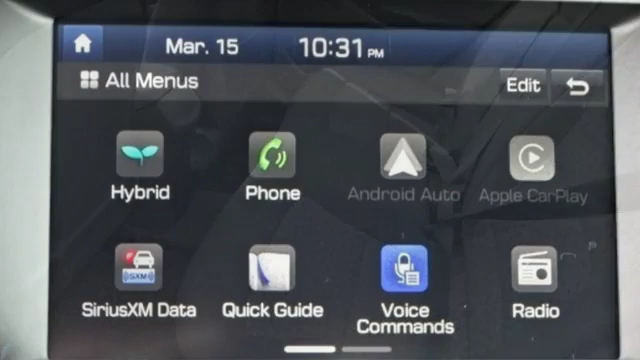 Mar. 15 10:31 PM
All Menus Edit
Hybrid Phone Android Auto Apple CarPlay
SXM
SiriusXM Data Quick Guide Voice Commands Radio